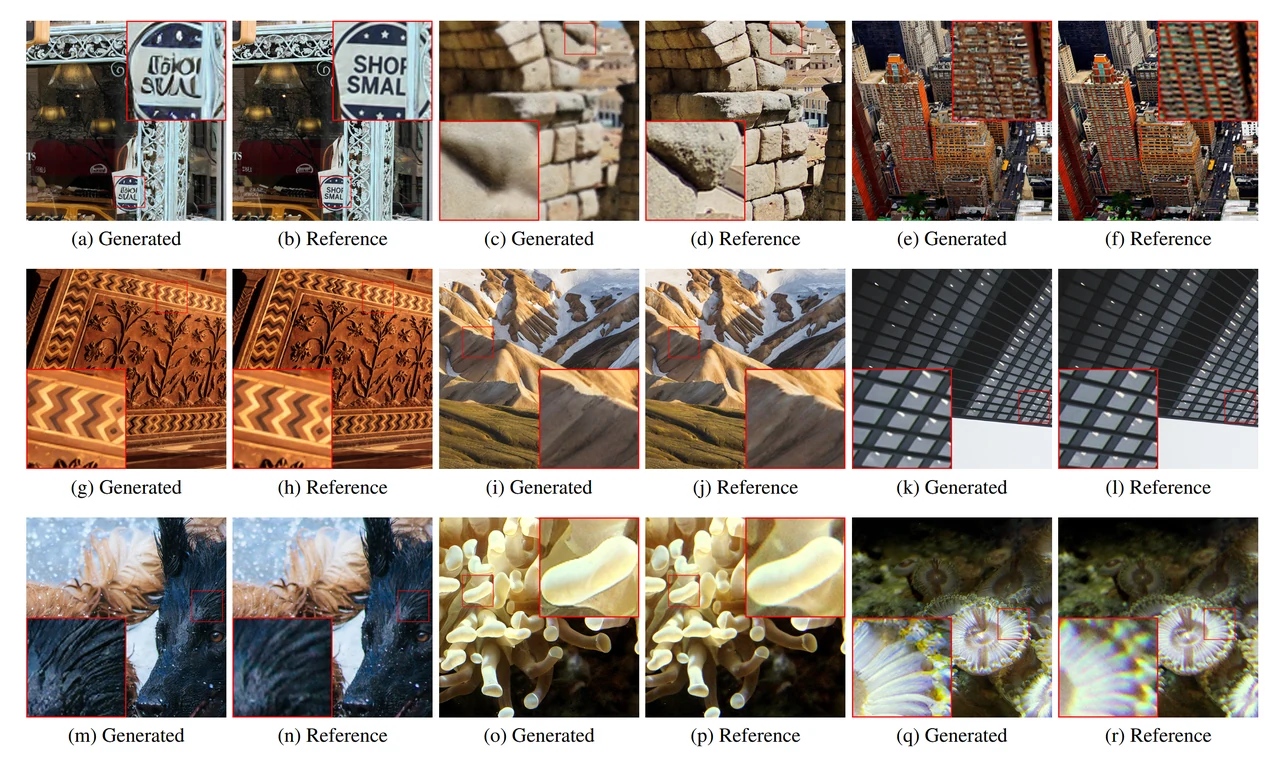 SHOP
SMAL
TS
SHOP
SMAL
(a) Generated
(b) Reference
(c) Generated
(d) Reference
(e) Generated
(f) Reference
(g) Generated
(h) Reference
(i) Generated
(j) Reference
(k) Generated
(l) Reference
(m) Generated
(n) Reference
(o) Generated
(p) Reference
(q) Generated
(r) Reference